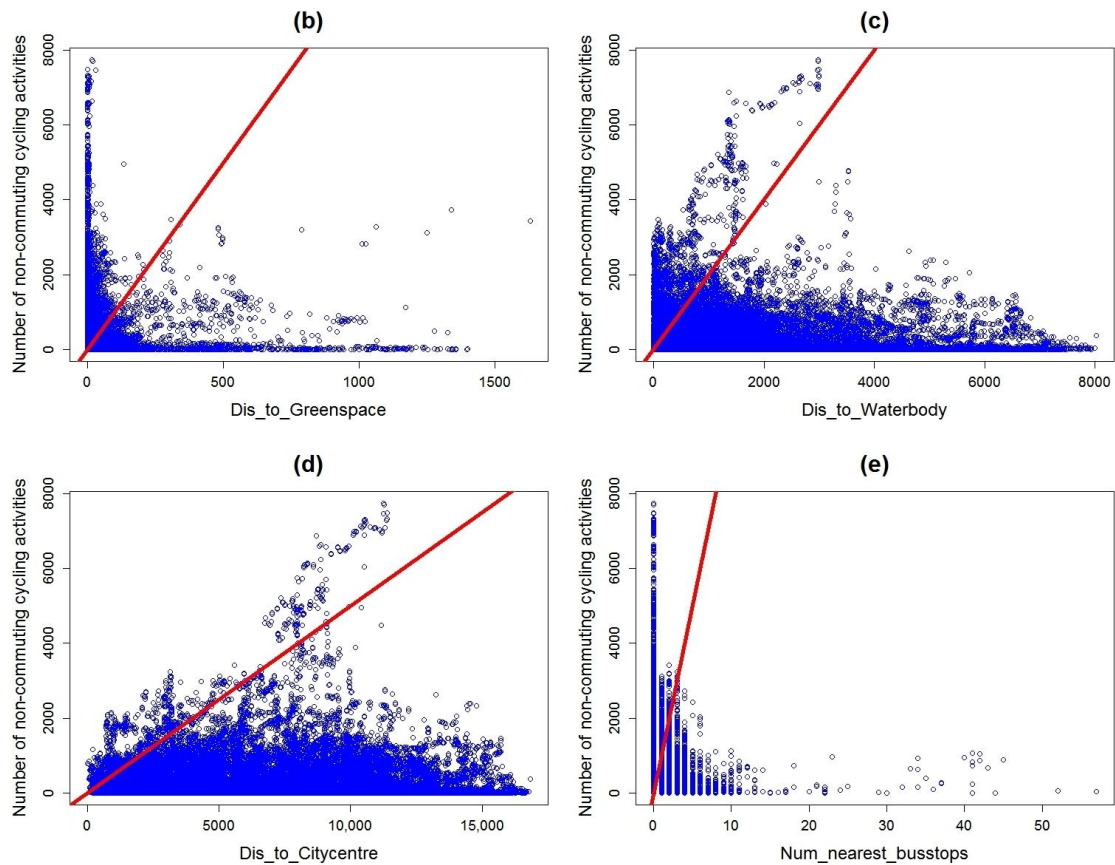 (b)
Number of non-commuting cycling activities
0 2000 4000 6000 8000
0 500 1000 1500
Dis_to_Greenspace
(c)
Number of non-commuting cycling activities
0 2000 4000 6000 8000
0 2000 4000 6000 8000
Dis_to_Waterbody
(d)
Number of non-commuting cycling activities
0 2000 4000 6000 8000
0 5000 10,000 15,000
Dis_to_Citycentre
(e)
Number of non-commuting cycling activities
0 2000 4000 6000 8000
0 10 20 30 40 50
Num_nearest_busstops